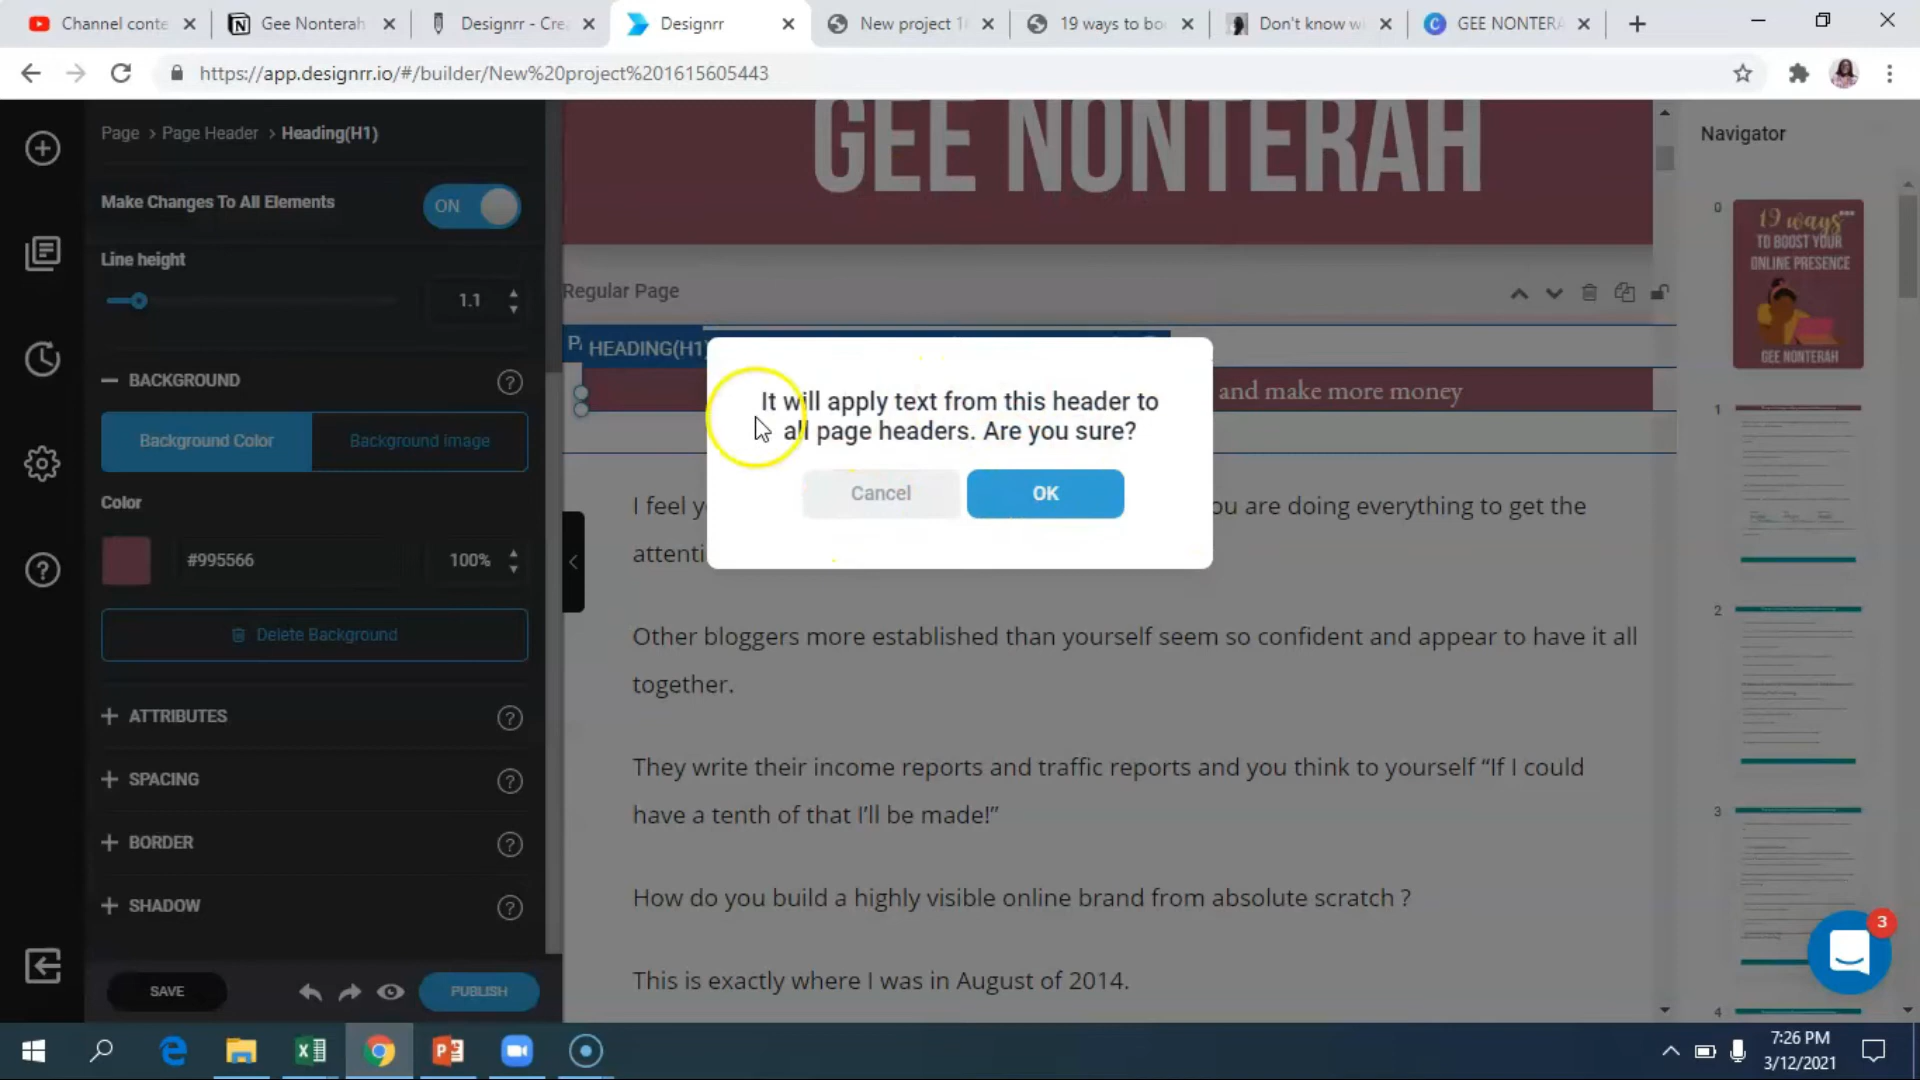 Channel conte
Gee Nonterah
Designrr - Crea
Designrr
New project 1
19 ways to bo
Don't know w
GEE NONTERA
https://app.designrr.io/#/builder/New%20project%201615605443
Page > Page Header > Heading(H1)
Make Changes To All Elements
ON
Line height
1.1
BACKGROUND
Background Color
Background image
Color
#995566
100%
Delete Background
ATTRIBUTES
SPACING
BORDER
SHADOW
SAVE
PUBLISH
GEE NONTERAH
Regular Page
HEADING(H1)
and make more money
It will apply text from this header to
all page headers. Are you sure?
Cancel
OK
I feel
ou are doing everything to get the
attenti
Other bloggers more established than yourself seem so confident and appear to have it all
together.
They write their income reports and traffic reports and you think to yourself “If I could
have a tenth of that I’ll be made!”
How do you build a highly visible online brand from absolute scratch ?
This is exactly where I was in August of 2014.
Navigator
0
19 ways
TO BOOST YOUR
ONLINE PRESENCE
GEE NONTERAH
1
2
3
4
3
7:26 PM
3/12/2021